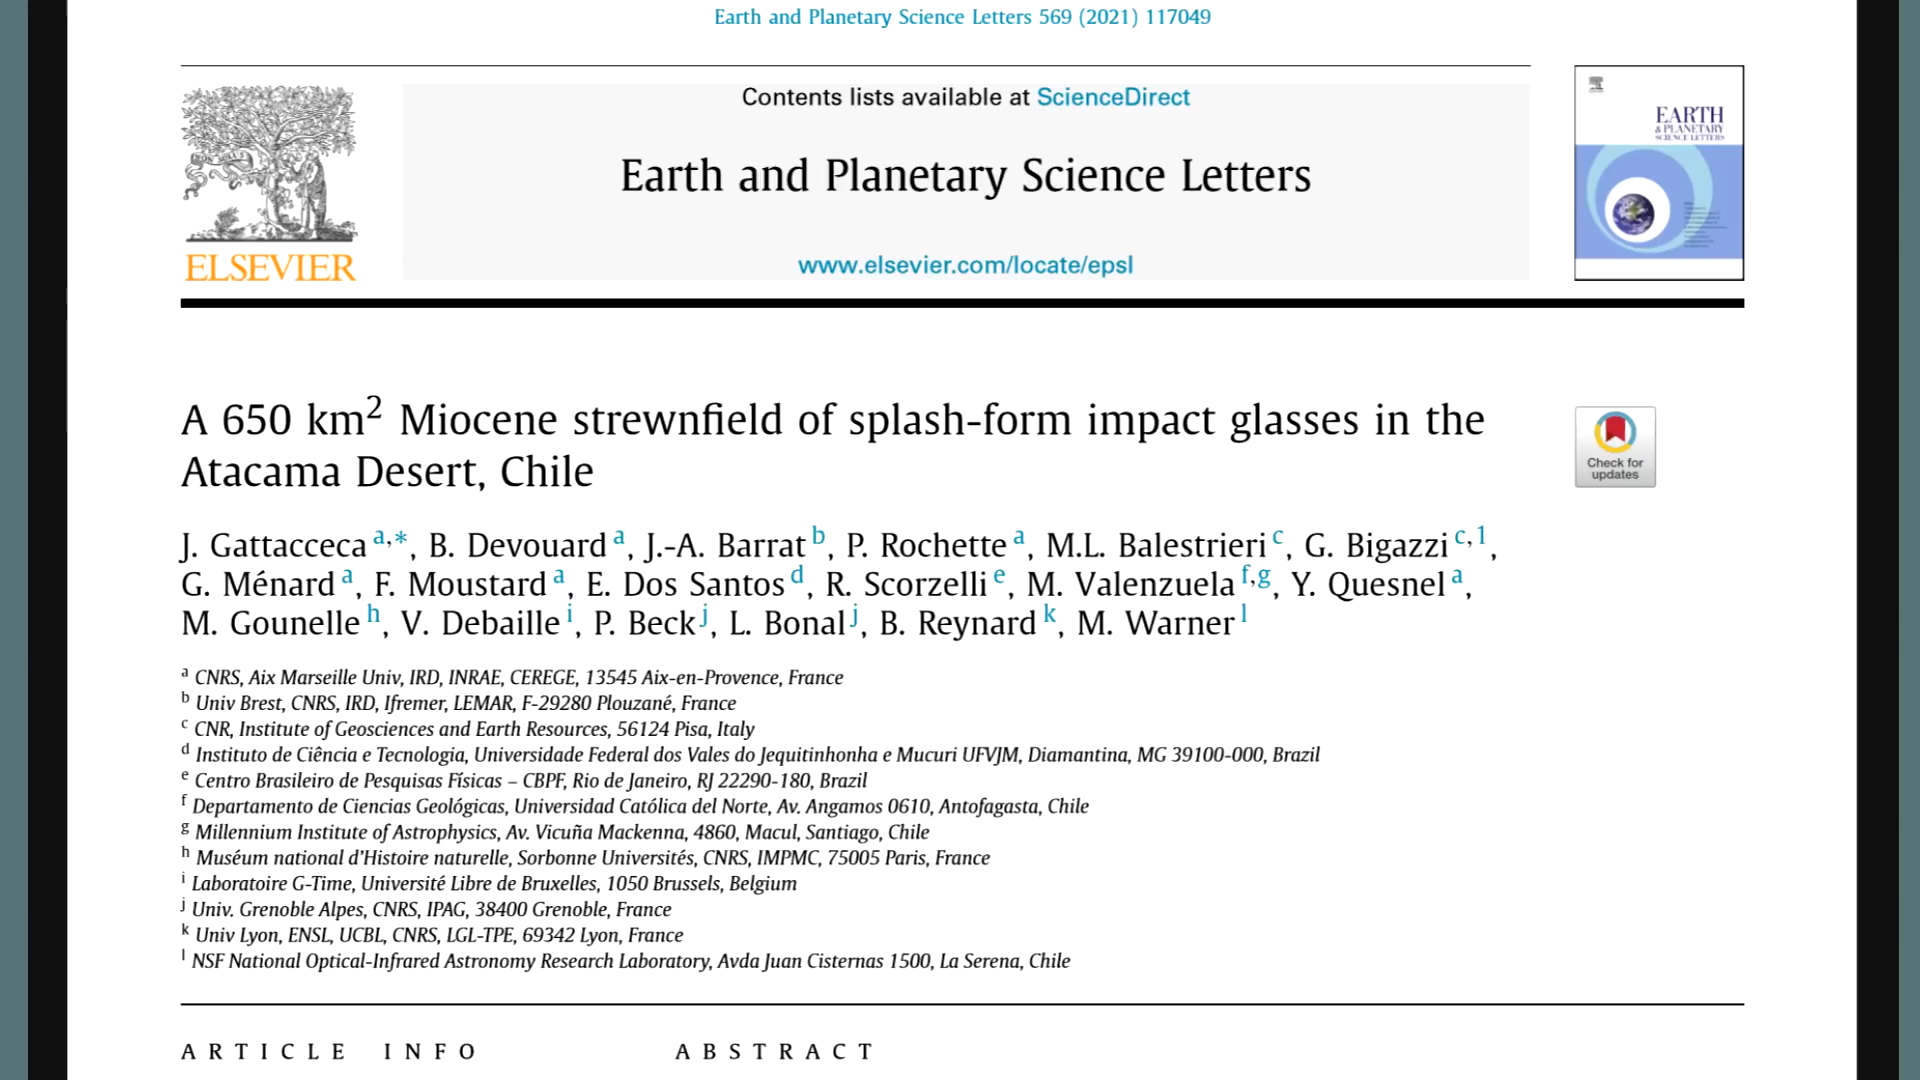 Earth and Planetary Science Letters 569 (2021) 117049
Contents lists available at ScienceDirect
Earth and Planetary Science Letters
www.elsevier.com/locate/epsl
ELSEVIER
EARTH
& PLANETARY
SCIENCE LETTERS
A 650 km² Miocene strewnfield of splash-form impact glasses in the
Atacama Desert, Chile
Check for
updates
J. Gattacceca a,*, B. Devouard a, J.-A. Barrat b, P. Rochette a, M.L. Balestrieri c, G. Bigazzi c,1,
G. Ménard a, F. Moustard a, E. Dos Santos d, R. Scorzelli e, M. Valenzuela f,g, Y. Quesnel a,
M. Gounelle h, V. Debaille i, P. Beck j, L. Bonal j, B. Reynard k, M. Warner l
a CNRS, Aix Marseille Univ, IRD, INRAE, CEREGE, 13545 Aix-en-Provence, France
b Univ Brest, CNRS, IRD, Ifremer, LEMAR, F-29280 Plouzané, France
c CNR, Institute of Geosciences and Earth Resources, 56124 Pisa, Italy
d Instituto de Ciência e Tecnologia, Universidade Federal dos Vales do Jequitinhonha e Mucuri UFVJM, Diamantina, MG 39100-000, Brazil
e Centro Brasileiro de Pesquisas Físicas – CBPF, Rio de Janeiro, RJ 22290-180, Brazil
f Departamento de Ciencias Geológicas, Universidad Católica del Norte, Av. Angamos 0610, Antofagasta, Chile
g Millennium Institute of Astrophysics, Av. Vicuña Mackenna, 4860, Macul, Santiago, Chile
h Muséum national d'Histoire naturelle, Sorbonne Universités, CNRS, IMPMC, 75005 Paris, France
i Laboratoire G-Time, Université Libre de Bruxelles, 1050 Brussels, Belgium
j Univ. Grenoble Alpes, CNRS, IPAG, 38400 Grenoble, France
k Univ Lyon, ENSL, UCBL, CNRS, LGL-TPE, 69342 Lyon, France
l NSF National Optical-Infrared Astronomy Research Laboratory, Avda Juan Cisternas 1500, La Serena, Chile
ARTICLE INFO
ABSTRACT